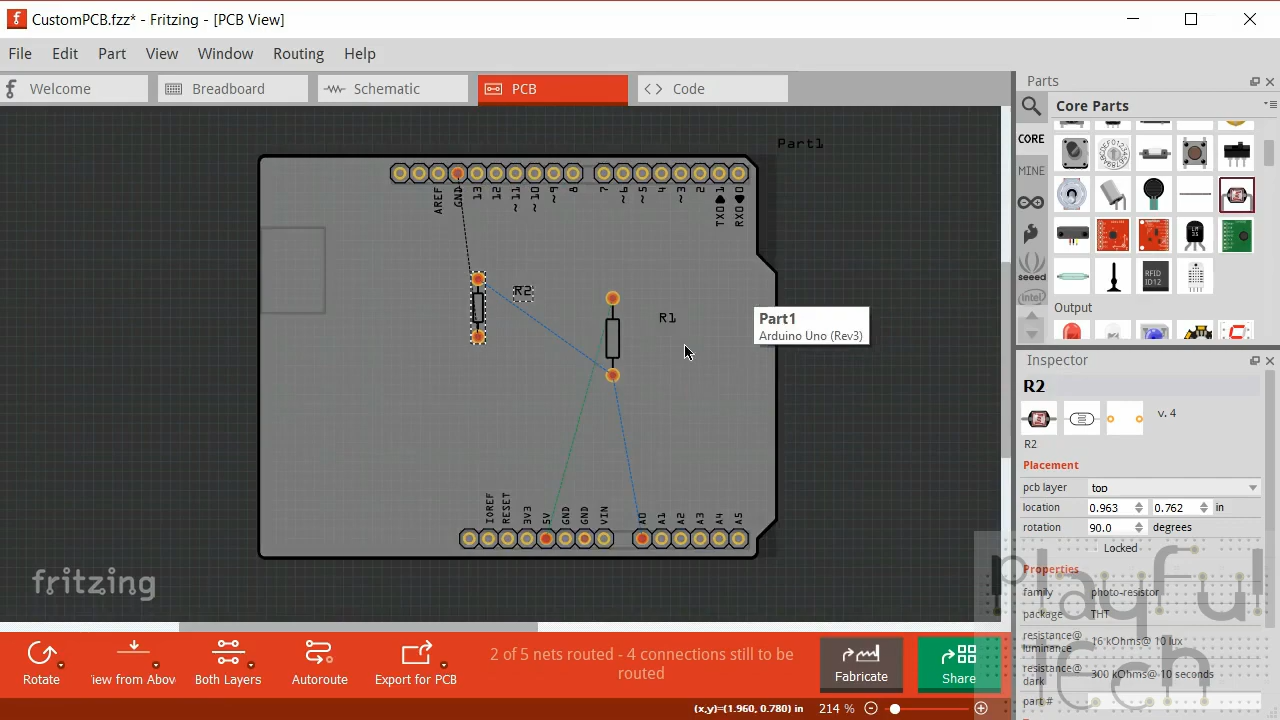 CustomPCB.fzz* - Fritzing - [PCB View]
File Edit Part View Window Routing Help
Welcome Breadboard Schematic PCB Code
Parts
Core Parts
CORE
MINE
seeed
intel
RFID ID12
Output
Part1
AREF GND 13 12 ~11 ~10 ~9 8 7 ~6 ~5 4 ~3 2 TX0 1 RX0 0
R2
R1
Part1
Arduino Uno (Rev3)
IOREF RESET 3V3 5V GND GND VIN A0 A1 A2 A3 A4 A5
fritzing
Inspector
R2
v. 4
R2
Placement
pcb layer top
location 0.963 0.762 in
rotation 90.0 degrees
Locked
Properties
family photo-resistor
package THT
resistance@ luminance 16 kOhms@ 10 lux
resistance@ dark 300 kOhms@ 10 seconds
part #
playful tech
Rotate
iew from Abov
Both Layers
Autoroute
Export for PCB
2 of 5 nets routed - 4 connections still to be
routed
Fabricate
Share
(x,y)=(1.960, 0.780) in 214 %